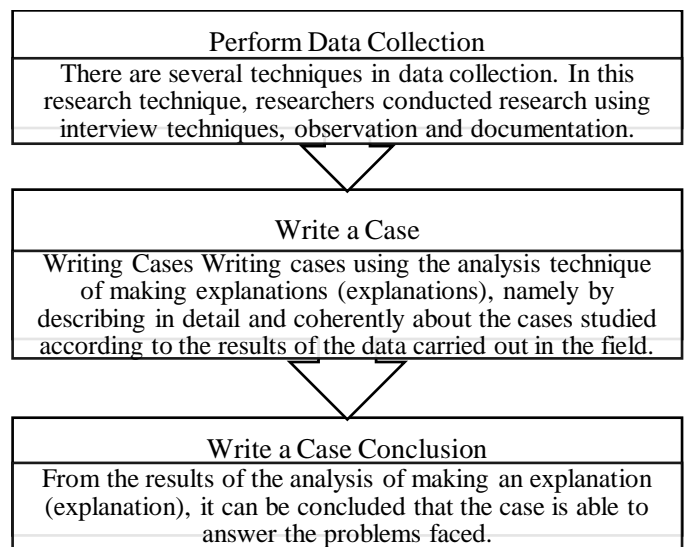 Perform Data Collection
There are several techniques in data collection. In this
research technique, researchers conducted research using
interview techniques, observation and documentation.
Write a Case
Writing Cases Writing cases using the analysis technique
of making explanations (explanations), namely by
describing in detail and coherently about the cases studied
according to the results of the data carried out in the field.
Write a Case Conclusion
From the results of the analysis of making an explanation
(explanation), it can be concluded that the case is able to
answer the problems faced.